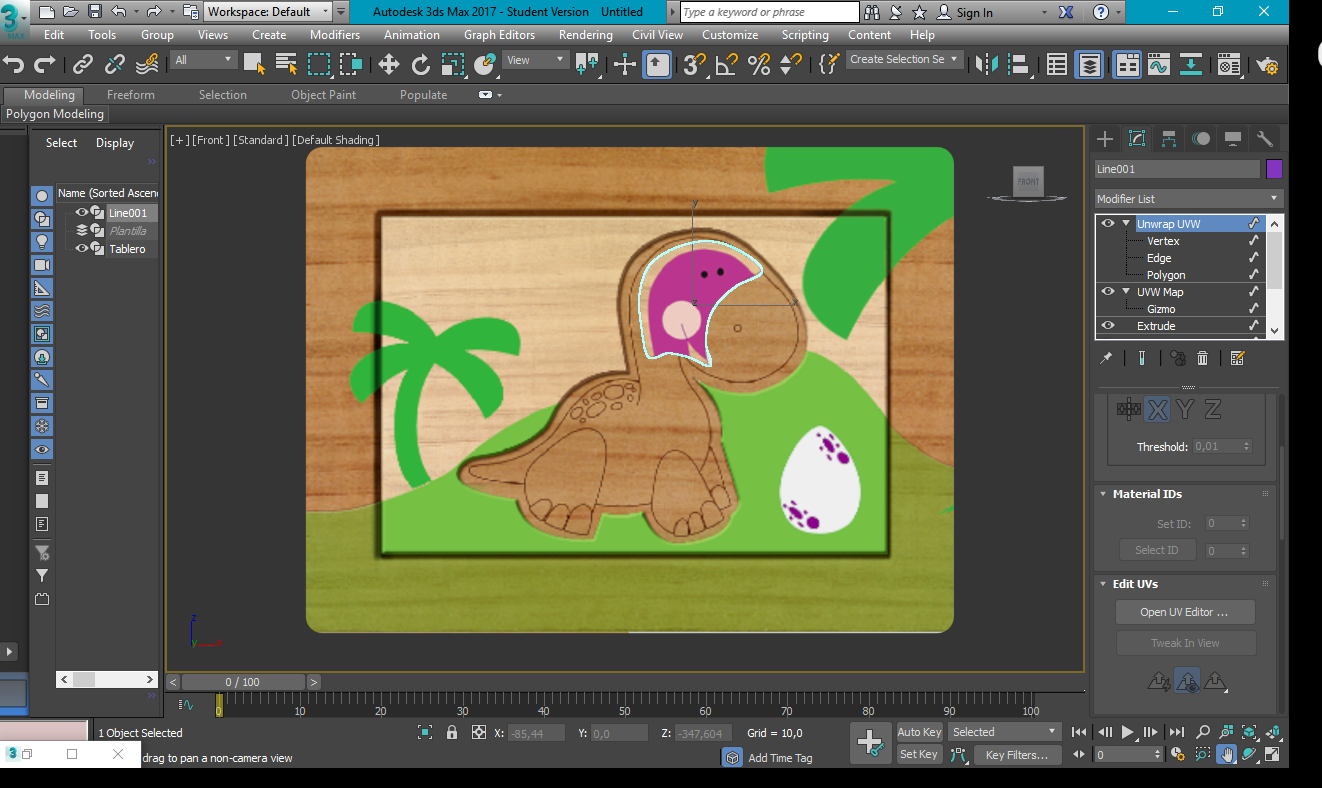 3 MAX Workspace: Default Autodesk 3ds Max 2017 - Student Version Untitled Type a keyword or phrase Sign In
Edit Tools Group Views Create Modifiers Animation Graph Editors Rendering Civil View Customize Scripting Content Help
All View Create Selection Se
Modeling Freeform Selection Object Paint Populate
Polygon Modeling
Select Display
[+] [Front ] [Standard ] [Default Shading ]
Name (Sorted Ascen
Line001
Plantilla
Tablero
FRONT
y
x
z
z
y
x
Line001
Modifier List
Unwrap UVW
Vertex
Edge
Polygon
UVW Map
Gizmo
Extrude
X Y Z
Threshold: 0,01
Material IDs
Set ID: 0
Select ID 0
Edit UVs
Open UV Editor ...
Tweak In View
< 0 / 100 >
0 10 20 30 40 50 60 70 80 90 100
1 Object Selected X: -85,44 Y: 0,0 Z: -347,604 Grid = 10,0 Auto Key Selected
drag to pan a non-camera view Add Time Tag Set Key Key Filters... 0